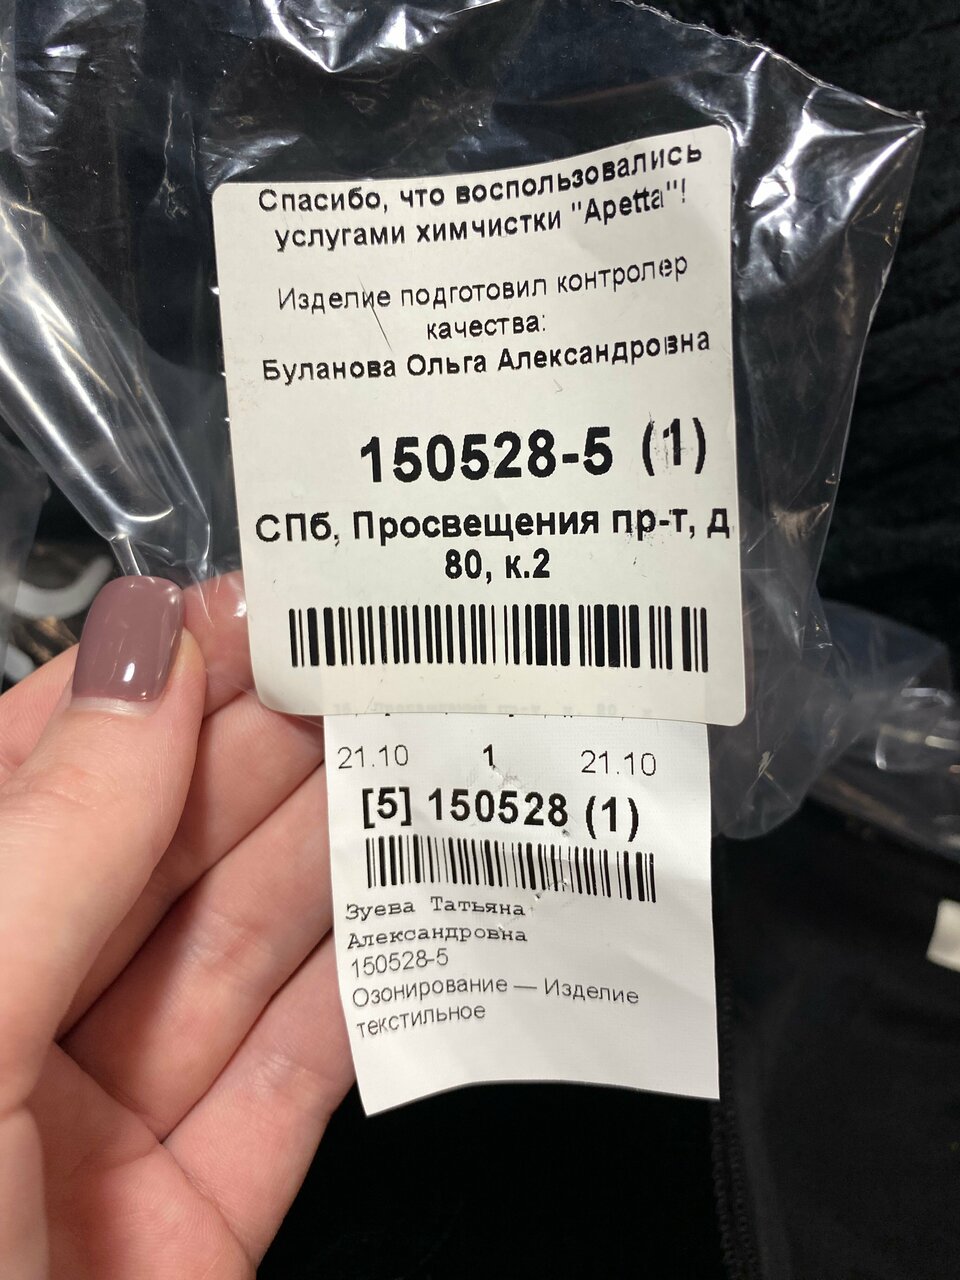 Спасибо, что воспользовались
услугами химчистки "Apetta"!
Изделие подготовил контролер
качества:
Буланова Ольга Александровна
150528-5 (1)
СПб, Просвещения пр-т, д
80, к.2
21.10 1 21.10
[5] 150528 (1)
Зуева Татьяна
Александровна
150528-5
Озонирование — Изделие
текстильное